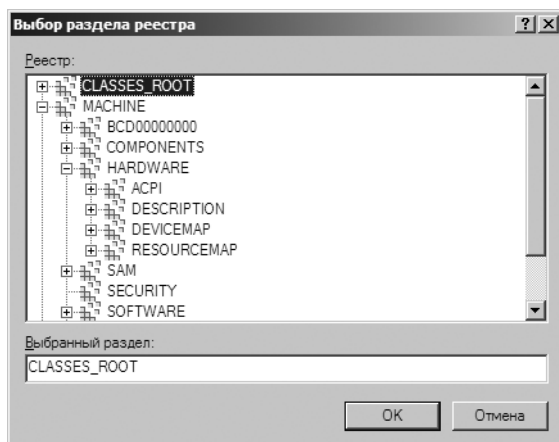 Выбор раздела реестра
Реестр:
CLASSES_ROOT
MACHINE
BCD00000000
COMPONENTS
HARDWARE
ACPI
DESCRIPTION
DEVICEMAP
RESOURCEMAP
SAM
SECURITY
SOFTWARE
Выбранный раздел:
CLASSES_ROOT
OK Отмена